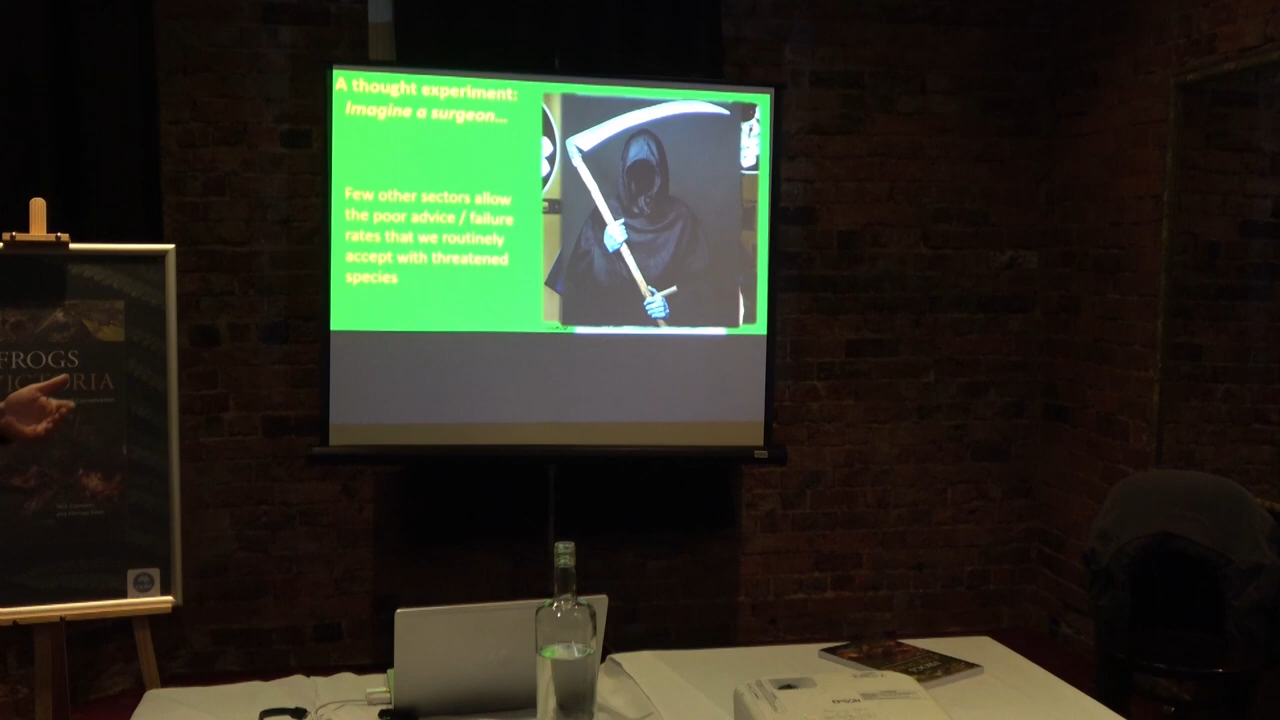 A thought experiment:
Imagine a surgeon...
Few other sectors allow
the poor advice / failure
rates that we routinely
accept with threatened
species
FROGS
EPSON